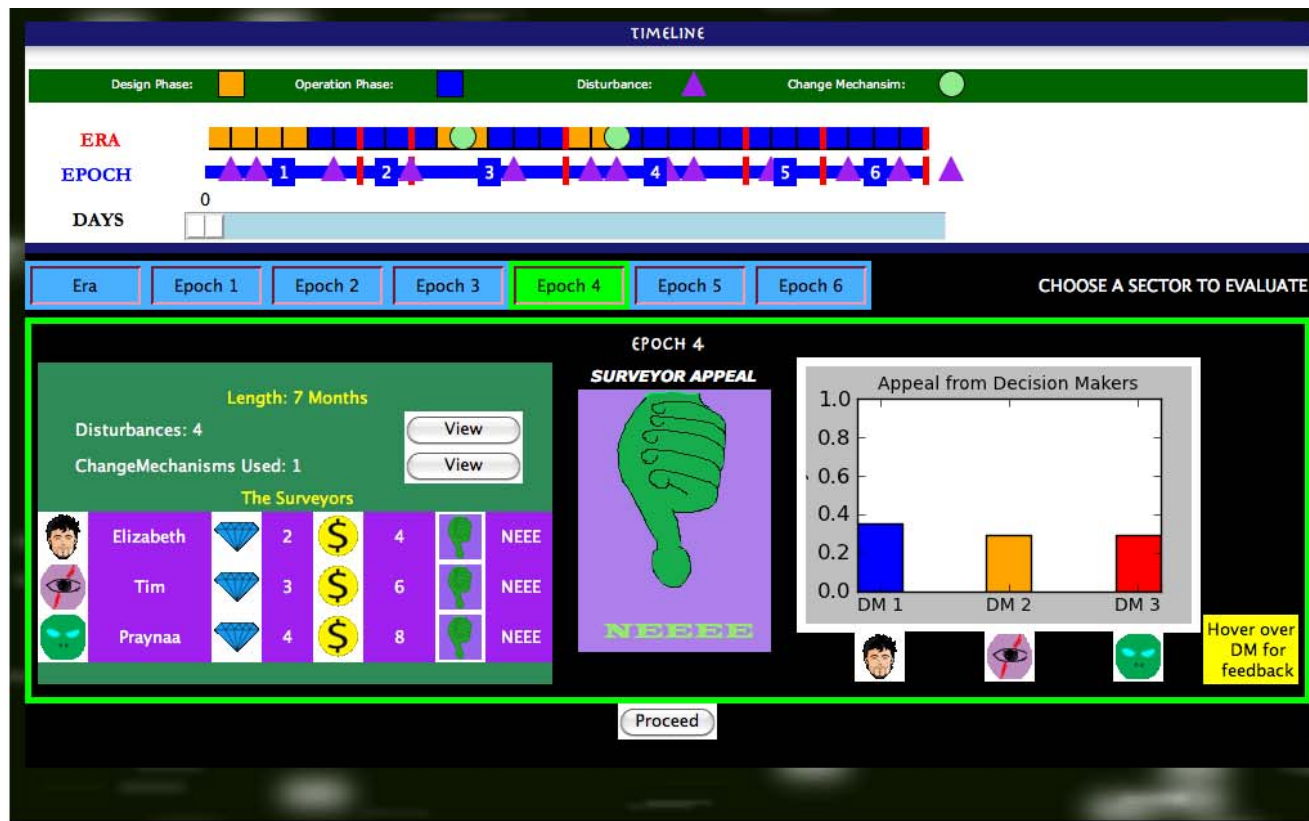 TIMELINE
Design Phase: Operation Phase: Disturbance: Change Mechansim:
ERA
EPOCH 1 2 3 4 5 6
0
DAYS
Era Epoch 1 Epoch 2 Epoch 3 Epoch 4 Epoch 5 Epoch 6 CHOOSE A SECTOR TO EVALUATE
EPOCH 4
Length: 7 Months
Disturbances: 4 View
ChangeMechanisms Used: 1 View
The Surveyors
Elizabeth 2 $ 4 NEEE
Tim 3 $ 6 NEEE
Praynaa 4 $ 8 NEEE
SURVEYOR APPEAL
NEEEE
Appeal from Decision Makers
1.0
0.8
0.6
0.4
0.2
0.0
DM 1 DM 2 DM 3
Hover over
DM for
feedback
Proceed